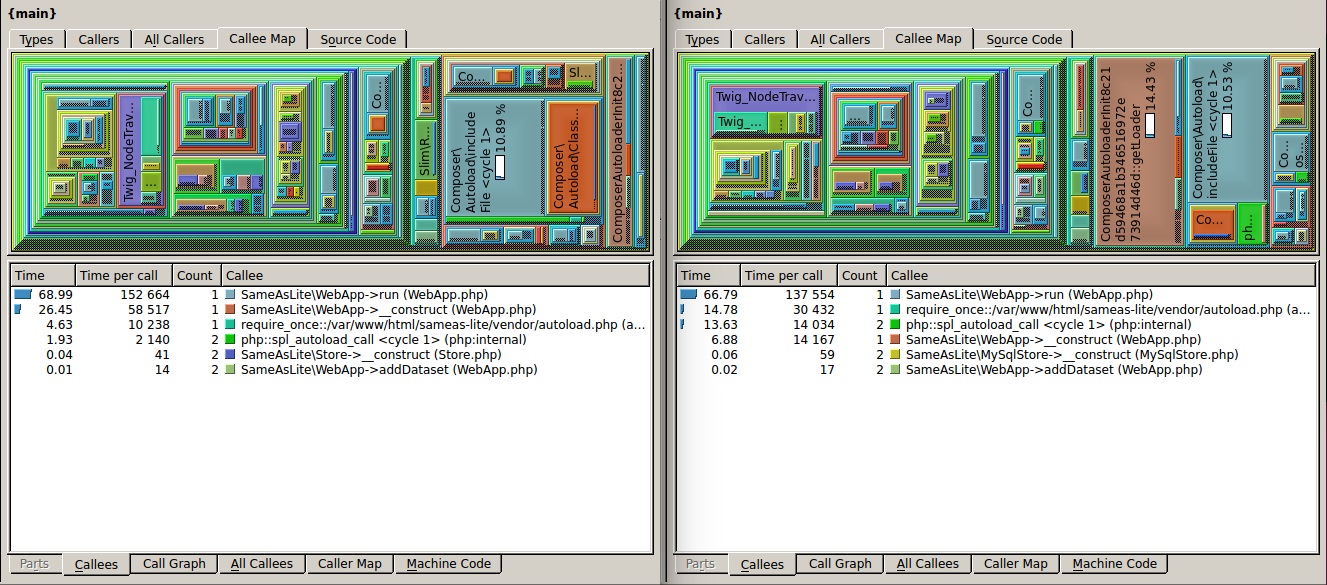 {main}
Types Callers All Callers Callee Map Source Code
Co...
Twig_NodeTrav...
...
Slim\R...
Co... Sl...
Composer\
Autoload\include
File <cycle 1>
10.89 %
Composer\
Autoload\Class...
ComposerAutoloaderInit8c2...
Time Time per call Count Callee
68.99 152 664 1 SameAsLite\WebApp->run (WebApp.php)
26.45 58 517 1 SameAsLite\WebApp->__construct (WebApp.php)
4.63 10 238 1 require_once::/var/www/html/sameas-lite/vendor/autoload.php (a...
1.93 2 140 2 php::spl_autoload_call <cycle 1> (php:internal)
0.04 41 2 SameAsLite\Store->__construct (Store.php)
0.01 14 2 SameAsLite\WebApp->addDataset (WebApp.php)
Parts Callees Call Graph All Callees Caller Map Machine Code
{main}
Types Callers All Callers Callee Map Source Code
Twig_NodeTrav...
Twig_... ...
...
Co...
ComposerAutoloaderInit8c21
d59468a1b346516972e
73914d46d::getLoader
14.43 %
Composer\Autoload\
includeFile <cycle 1>
10.53 %
Co...
ph...
Co...
os...
Time Time per call Count Callee
66.79 137 554 1 SameAsLite\WebApp->run (WebApp.php)
14.78 30 432 1 require_once::/var/www/html/sameas-lite/vendor/autoload.php (a...
13.63 14 034 2 php::spl_autoload_call <cycle 1> (php:internal)
6.88 14 167 1 SameAsLite\WebApp->__construct (WebApp.php)
0.06 59 2 SameAsLite\MySqlStore->__construct (MySqlStore.php)
0.02 17 2 SameAsLite\WebApp->addDataset (WebApp.php)
Parts Callees Call Graph All Callees Caller Map Machine Code